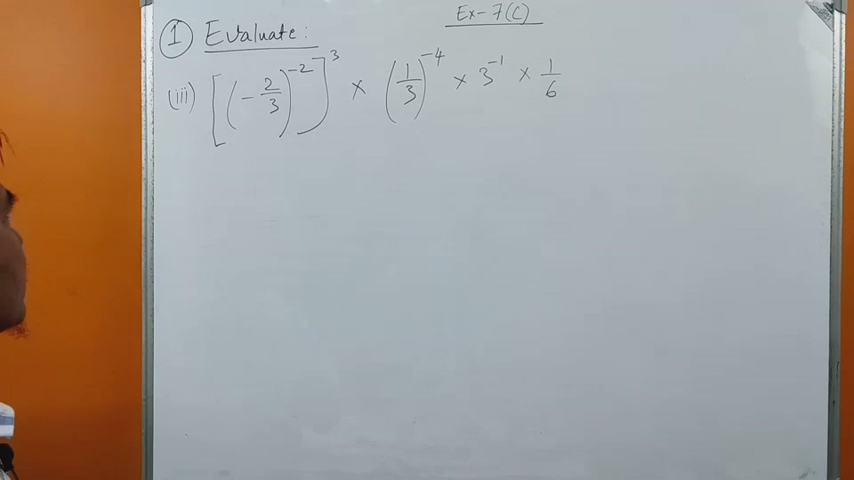 Ex-7(C)
① Evaluate:
(iii) [(-2/3)^-2]^3 × (1/3)^-4 × 3^-1 × 1/6